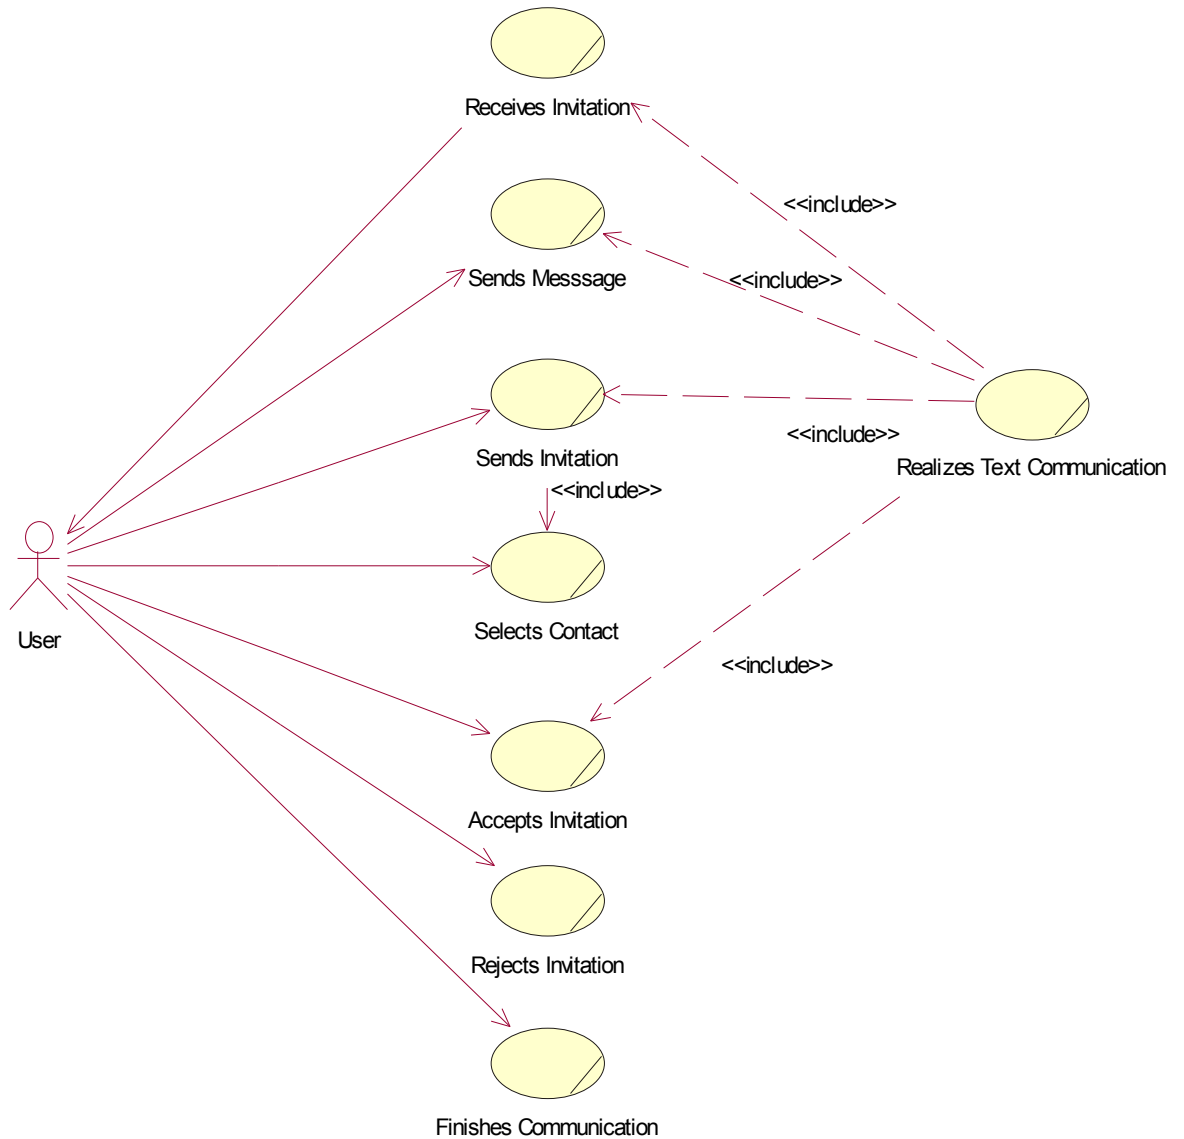 Receives Invitation
<<include>>
Sends Messsage
<<include>>
<<include>>
Sends Invitation
Realizes Text Communication
<<include>>
Selects Contact
User
<<include>>
Accepts Invitation
Rejects Invitation
Finishes Communication